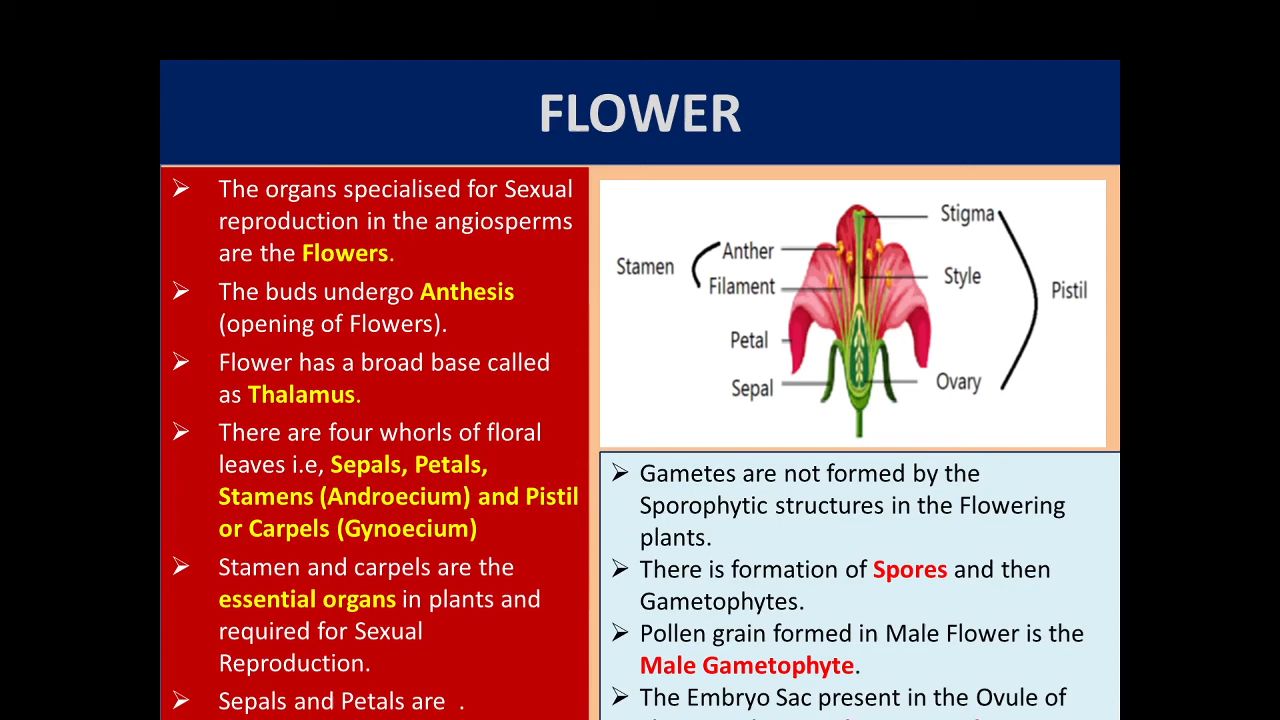 FLOWER
➢ The organs specialised for Sexual
reproduction in the angiosperms
are the Flowers.
➢ The buds undergo Anthesis
(opening of Flowers).
➢ Flower has a broad base called
as Thalamus.
➢ There are four whorls of floral
leaves i.e, Sepals, Petals,
Stamens (Androecium) and Pistil
or Carpels (Gynoecium)
➢ Stamen and carpels are the
essential organs in plants and
required for Sexual
Reproduction.
➢ Sepals and Petals are .
Stigma
Anther
Stamen
Style
Filament
Pistil
Petal
Ovary
Sepal
➢ Gametes are not formed by the
Sporophytic structures in the Flowering
plants.
➢ There is formation of Spores and then
Gametophytes.
➢ Pollen grain formed in Male Flower is the
Male Gametophyte.
➢ The Embryo Sac present in the Ovule of